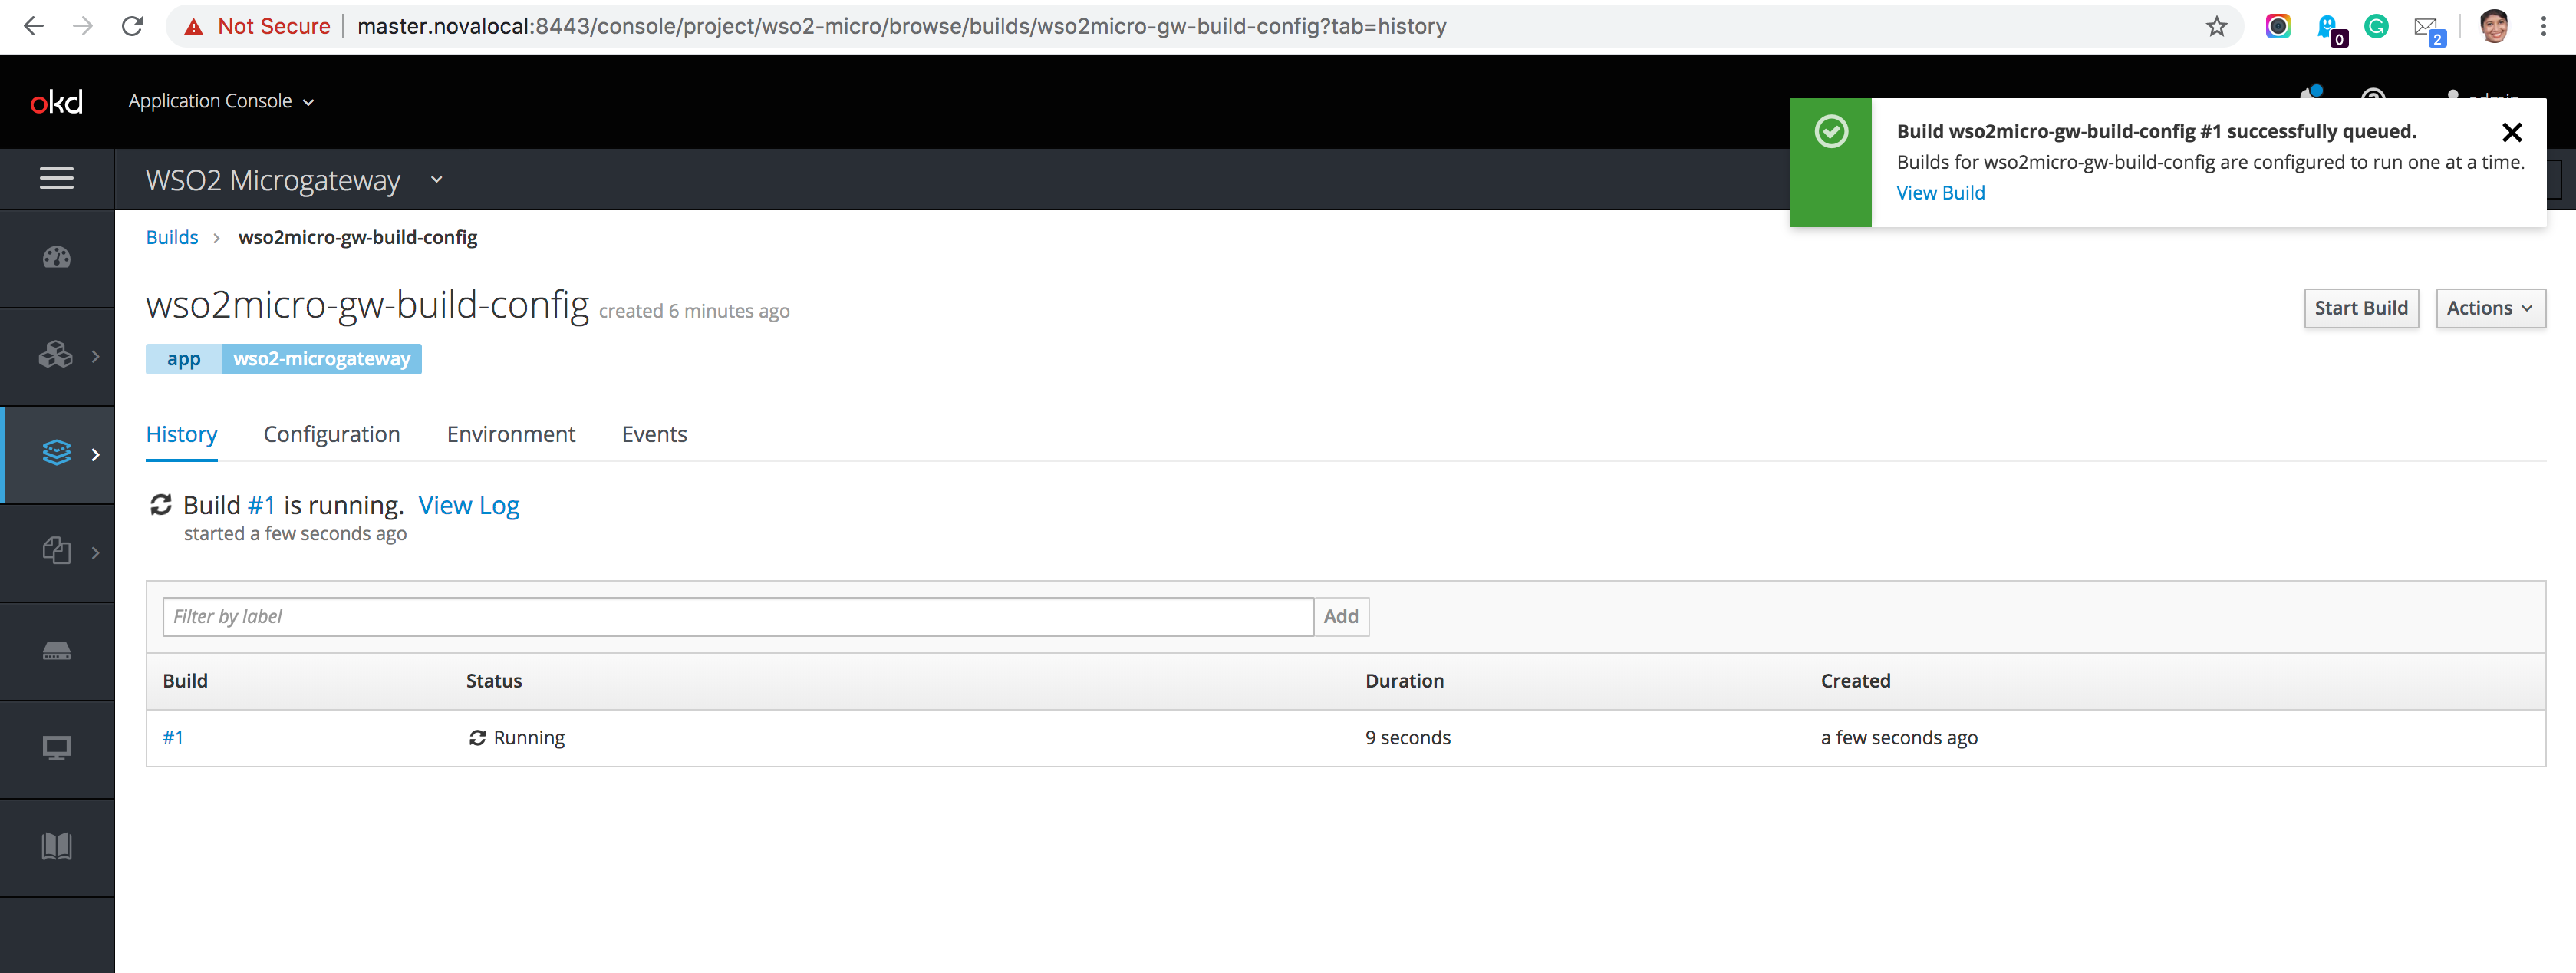 Not Secure master.novalocal:8443/console/project/wso2-micro/browse/builds/wso2micro-gw-build-config?tab=history
0
2
okd Application Console
Build wso2micro-gw-build-config #1 successfully queued.
Builds for wso2micro-gw-build-config are configured to run one at a time.
View Build
WSO2 Microgateway
Builds > wso2micro-gw-build-config
wso2micro-gw-build-config created 6 minutes ago
Start Build Actions
app wso2-microgateway
History Configuration Environment Events
Build #1 is running. View Log
started a few seconds ago
Filter by label Add
Build Status Duration Created
#1 Running 9 seconds a few seconds ago